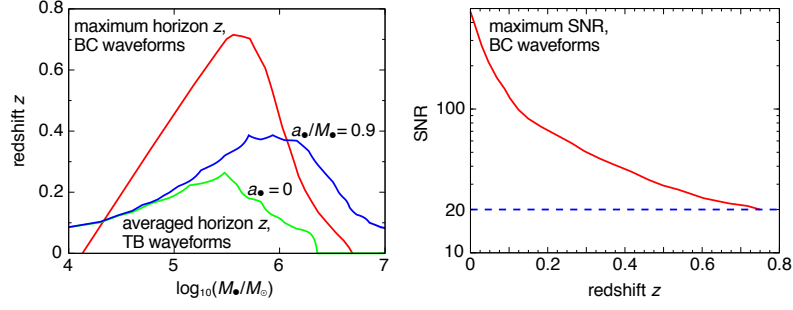 0.8
0.6
0.4
0.2
0
maximum horizon z,
BC waveforms
a●/M●= 0.9
a●= 0
averaged horizon z,
TB waveforms
4
5
6
7
redshift z
log10(M●/M⊙)
maximum SNR,
BC waveforms
100
20
10
0
0.2
0.4
0.6
0.8
SNR
redshift z